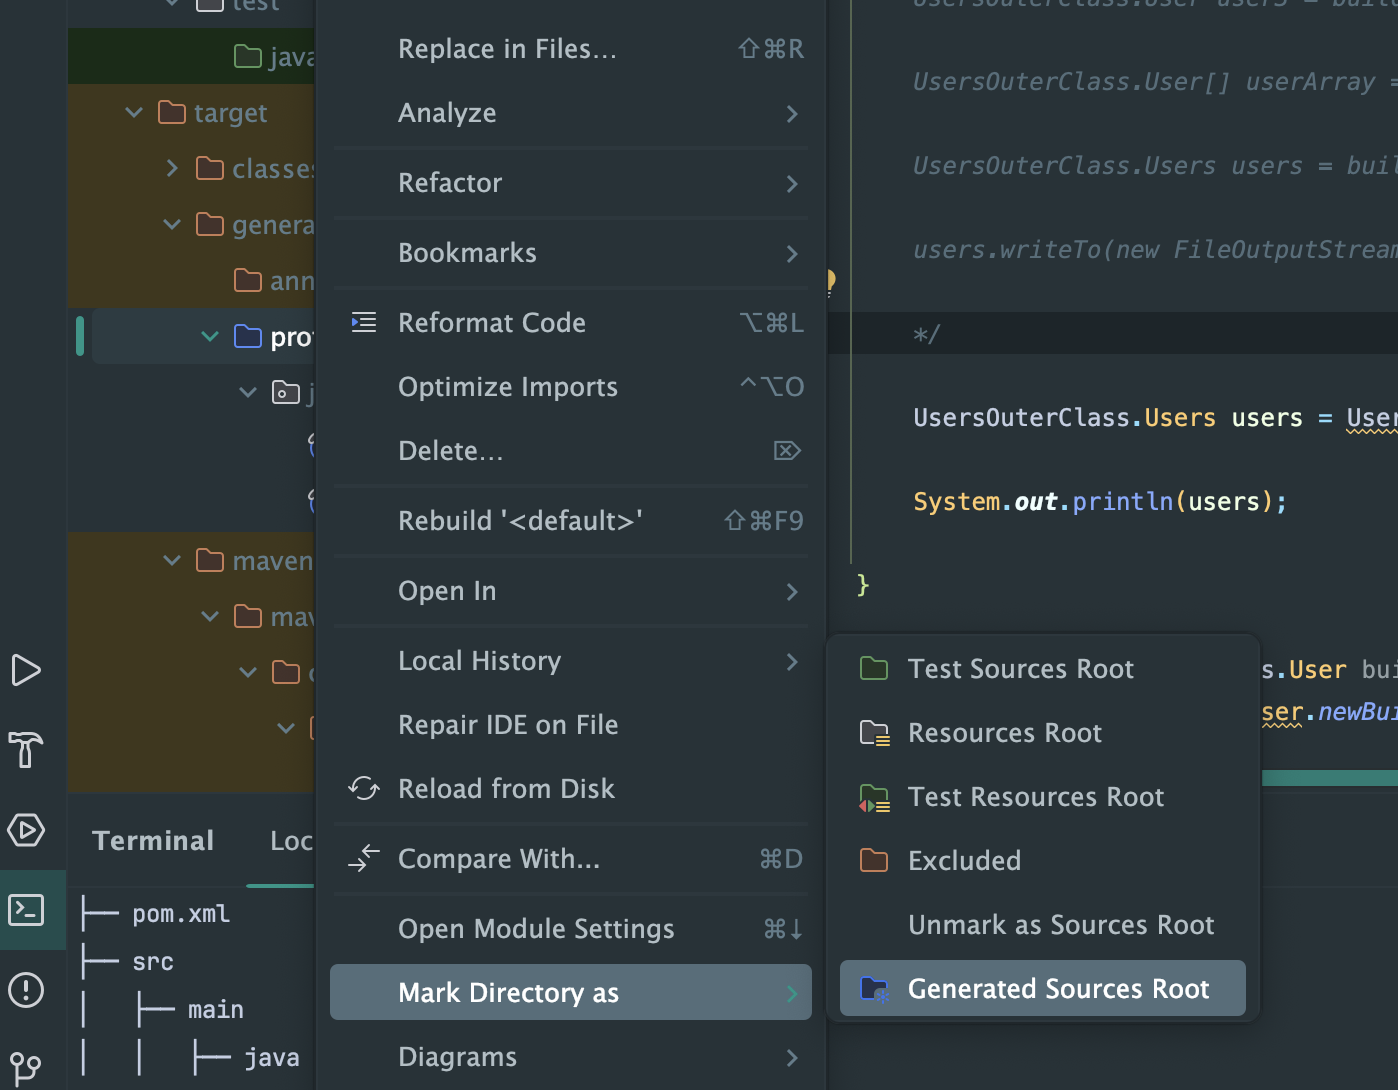 test
java
target
classes
genera
ann
pro
maven
mav
Terminal
Loc
├── pom.xml
├── src
│   ├── main
│   │   ├── java
Replace in Files...
⇧⌘R
Analyze
Refactor
Bookmarks
Reformat Code
⌥⌘L
Optimize Imports
^⌥O
Delete...
⌦
Rebuild '<default>'
⇧⌘F9
Open In
Local History
Repair IDE on File
Reload from Disk
Compare With...
⌘D
Open Module Settings
⌘↓
Mark Directory as
Diagrams
Test Sources Root
Resources Root
Test Resources Root
Excluded
Unmark as Sources Root
Generated Sources Root
UsersOuterClass.User[] userArray =
UsersOuterClass.Users users = buil
users.writeTo(new FileOutputStream
*/
UsersOuterClass.Users users = User
System.out.println(users);
}
s.User bui
ser.newBui